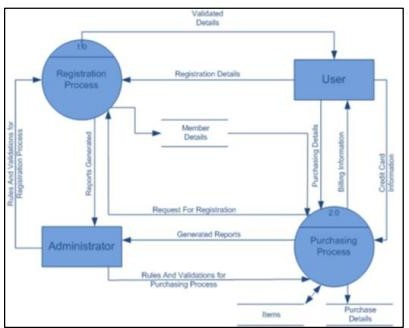 Validated
Details
1.0
Registration
Process
Registration Details
User
Rules And Validations for
Registration Process
Reports Generated
Member
Details
Purchasing Details
Billing Information
Credit Card
Information
Request For Registration
2.0
Administrator
Generated Reports
Purchasing
Process
Rules And Validations for
Purchasing Process
Items
Purchase
Details